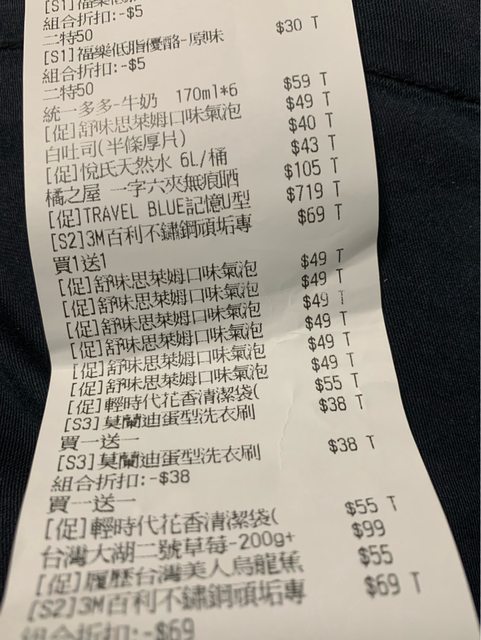 [S1]福樂低脂優酪
組合折扣:-$5
二特50
[S1]福樂低脂優酪-原味 $30 T
組合折扣:-$5
二特50
統一多多-牛奶 170ml*6 $59 T
[促]舒味思萊姆口味氣泡 $49 T
白吐司(半條厚片) $40 T
[促]悅氏天然水 6L/桶 $43 T
橘之屋 一字六夾無痕晒 $105 T
[促]TRAVEL BLUE記憶U型 $719 T
[S2]3M百利不鏽鋼頑垢專 $69 T
買1送1
[促]舒味思萊姆口味氣泡 $49 T
[促]舒味思萊姆口味氣泡 $49 T
[促]舒味思萊姆口味氣泡 $49 T
[促]舒味思萊姆口味氣泡 $49 T
[促]舒味思萊姆口味氣泡 $49 T
[促]舒味思萊姆口味氣泡 $49 T
[促]輕時代花香清潔袋( $55 T
[S3]莫蘭迪蛋型洗衣刷 $38 T
買一送一
[S3]莫蘭迪蛋型洗衣刷 $38 T
組合折扣:-$38
買一送一
[促]輕時代花香清潔袋( $55 T
台灣大湖二號草莓-200g+ $99
[促]履歷台灣美人烏龍蕉 $55
[S2]3M百利不鏽鋼頑垢專 $69 T
組合折扣:-$69